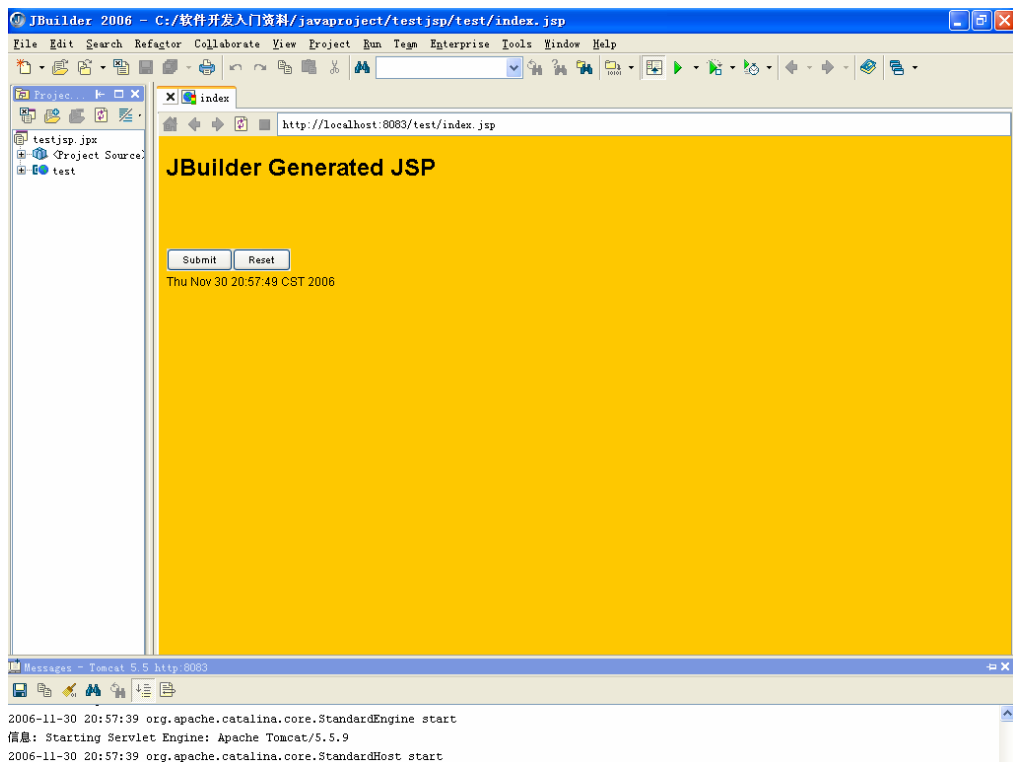 JBuilder 2006 - C:/软件开发入门资料/javaproject/testjsp/test/index.jsp
File Edit Search Refactor Collaborate View Project Run Team Enterprise Tools Window Help
Projec...
index
http://localhost:8083/test/index.jsp
testjsp.jpx
<Project Source>
test
JBuilder Generated JSP
Submit Reset
Thu Nov 30 20:57:49 CST 2006
Messages - Tomcat 5.5 http:8083
2006-11-30 20:57:39 org.apache.catalina.core.StandardEngine start
信息: Starting Servlet Engine: Apache Tomcat/5.5.9
2006-11-30 20:57:39 org.apache.catalina.core.StandardHost start